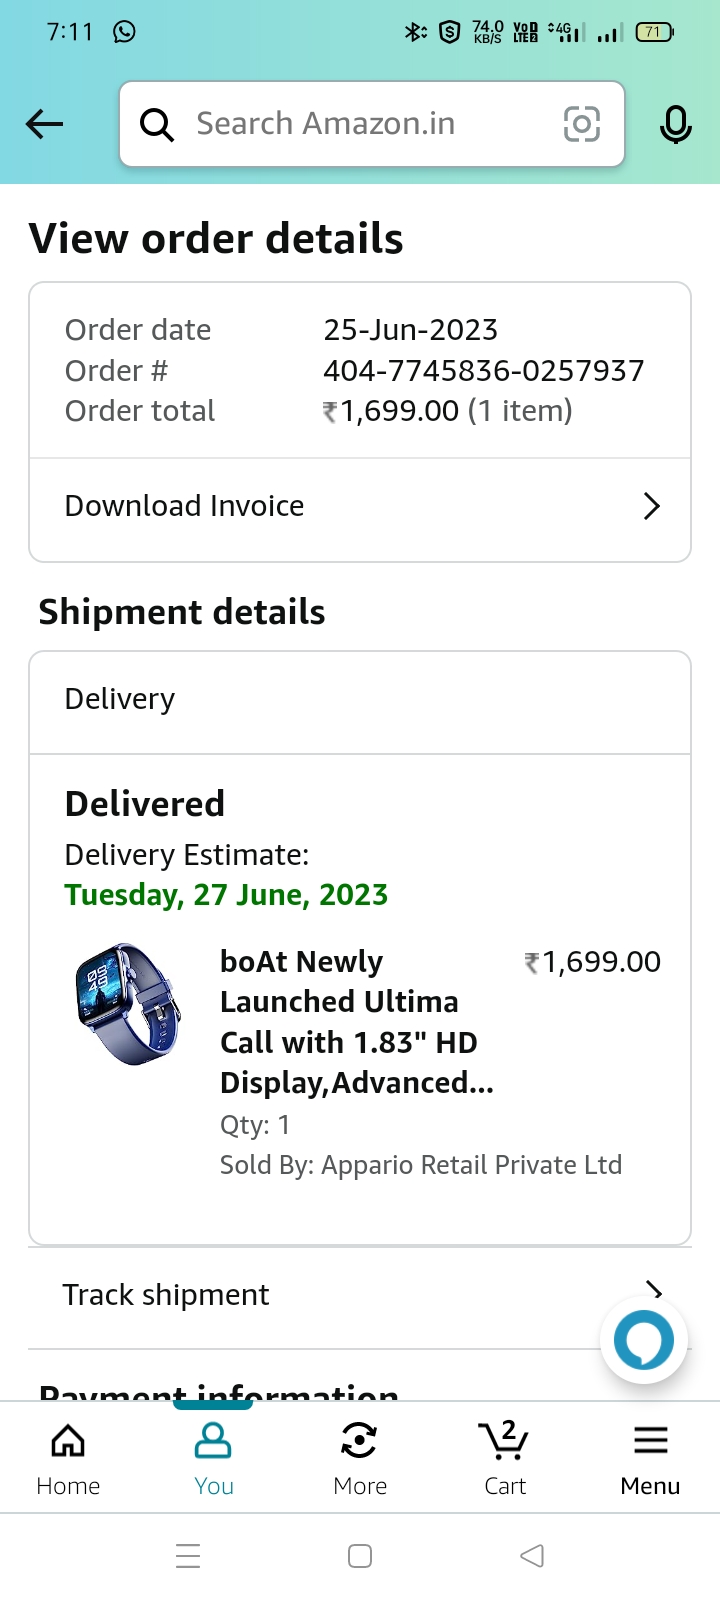 7:11
74.0
KB/S
VoD
LTE2
4G
71
Search Amazon.in
View order details
Order date 25-Jun-2023
Order # 404-7745836-0257937
Order total ₹1,699.00 (1 item)
Download Invoice
Shipment details
Delivery
Delivered
Delivery Estimate:
Tuesday, 27 June, 2023
boAt Newly ₹1,699.00
Launched Ultima
Call with 1.83" HD
Display,Advanced...
Qty: 1
Sold By: Appario Retail Private Ltd
Track shipment
Payment information
2
Home You More Cart Menu